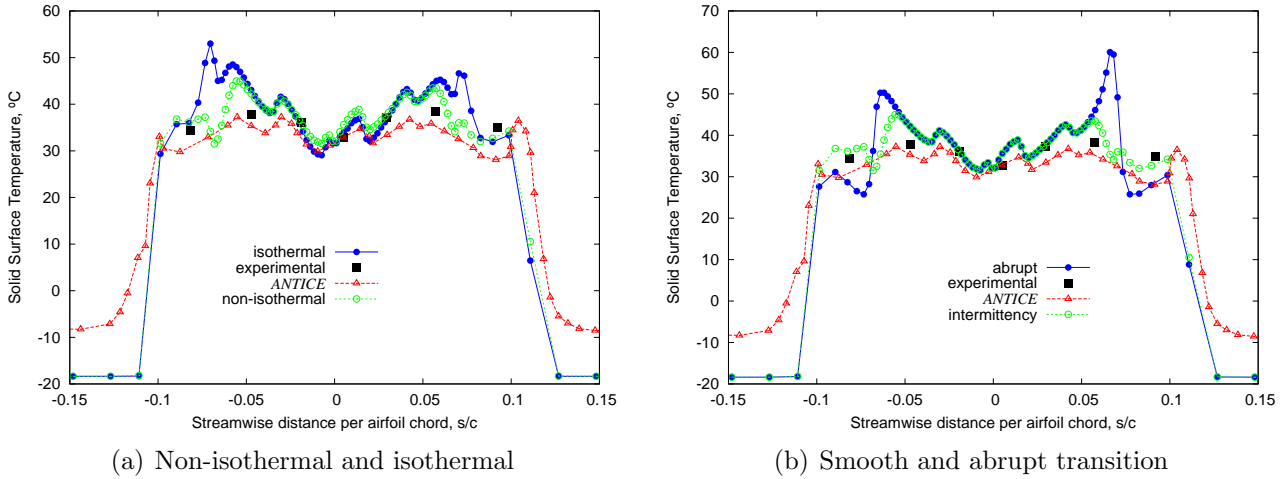 Solid Surface Temperature, ºC
60
50
40
30
20
10
0
-10
-20
-0.15
-0.1
-0.05
0
0.05
0.1
0.15
Streamwise distance per airfoil chord, s/c
isothermal
experimental
ANTICE
non-isothermal
(a) Non-isothermal and isothermal
Solid Surface Temperature, ºC
70
60
50
40
30
20
10
0
-10
-20
-0.15
-0.1
-0.05
0
0.05
0.1
0.15
Streamwise distance per airfoil chord, s/c
abrupt
experimental
ANTICE
intermittency
(b) Smooth and abrupt transition